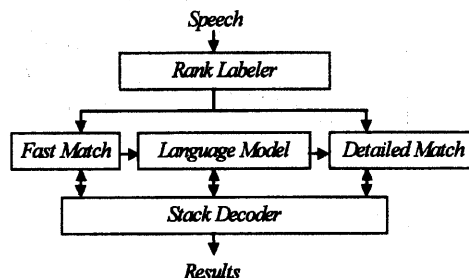 Speech
Rank Labeler
Fast Match Language Model Detailed Match
Stack Decoder
Results